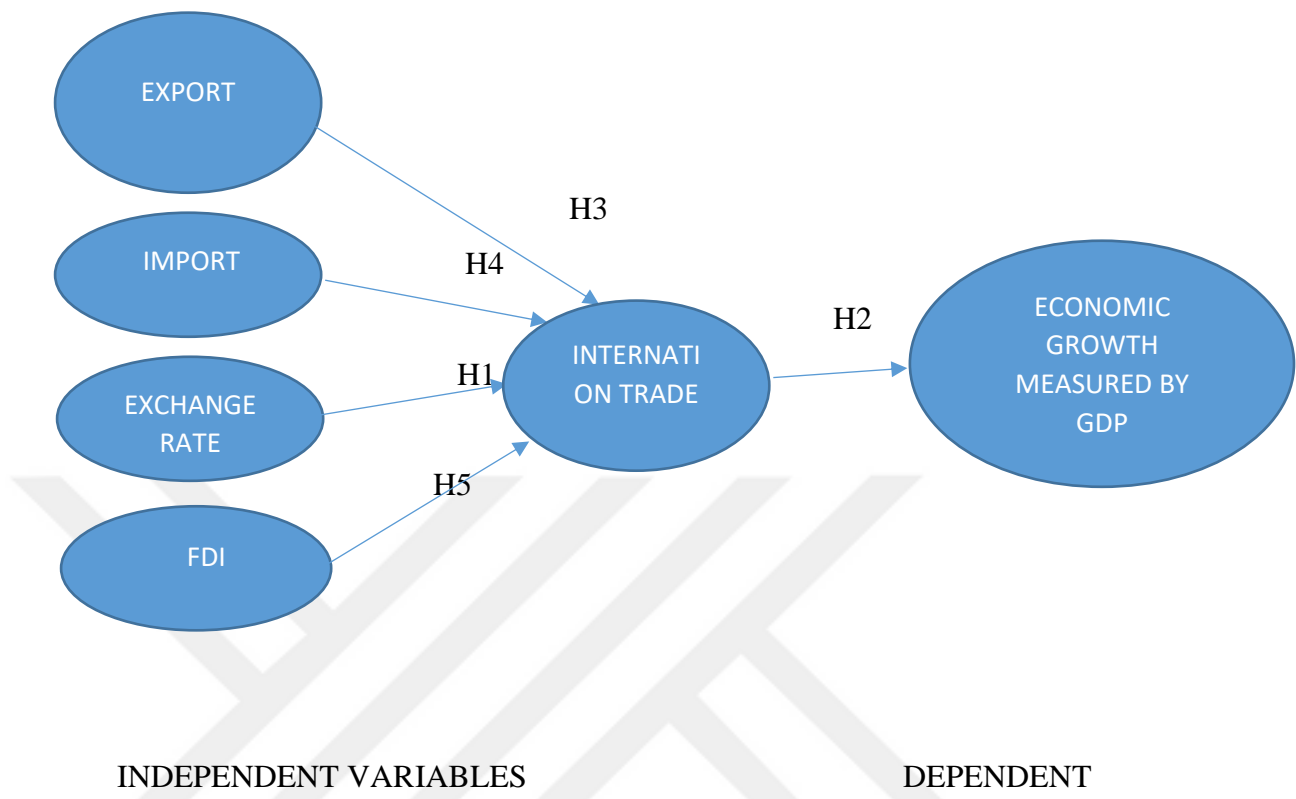 EXPORT
H3
H4
IMPORT
H2
ECONOMIC
GROWTH
MEASURED BY
GDP
INTERNATI
ON TRADE
H1
EXCHANGE
RATE
H5
FDI
INDEPENDENT VARIABLES
DEPENDENT